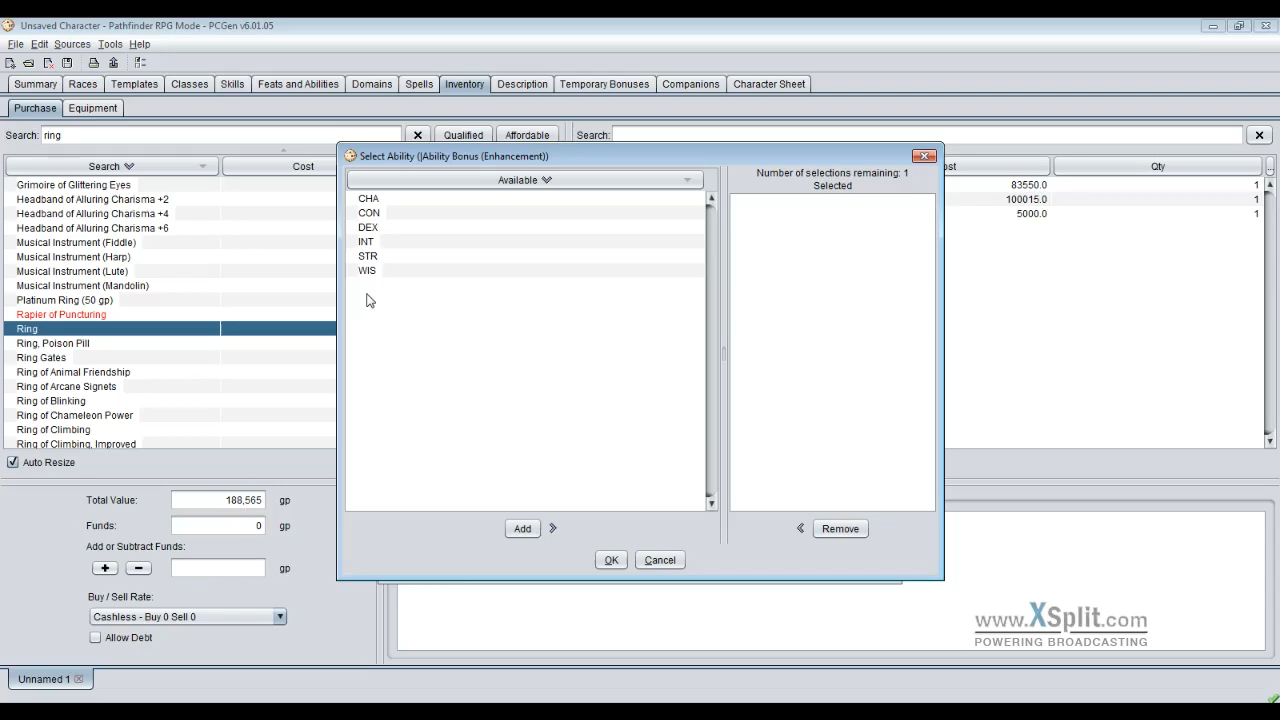 Unsaved Character - Pathfinder RPG Mode - PCGen v6.01.05
File Edit Sources Tools Help
Summary Races Templates Classes Skills Feats and Abilities Domains Spells Inventory Description Temporary Bonuses Companions Character Sheet
Purchase Equipment
Search: ring Qualified Affordable Search:
Search Cost
Grimoire of Glittering Eyes
Headband of Alluring Charisma +2
Headband of Alluring Charisma +4
Headband of Alluring Charisma +6
Musical Instrument (Fiddle)
Musical Instrument (Harp)
Musical Instrument (Lute)
Musical Instrument (Mandolin)
Platinum Ring (50 gp)
Rapier of Puncturing
Ring
Ring, Poison Pill
Ring Gates
Ring of Animal Friendship
Ring of Arcane Signets
Ring of Blinking
Ring of Chameleon Power
Ring of Climbing
Ring of Climbing, Improved
Auto Resize
Select Ability (|Ability Bonus (Enhancement))
Available
CHA
CON
DEX
INT
STR
WIS
Number of selections remaining: 1
Selected
Add Remove
OK Cancel
ost Qty
83550.0 1
100015.0 1
5000.0 1
Total Value: 188,565 gp
Funds: 0 gp
Add or Subtract Funds:
gp
Buy / Sell Rate:
Cashless - Buy 0 Sell 0
Allow Debt
www.XSplit.com
POWERING BROADCASTING
Unnamed 1